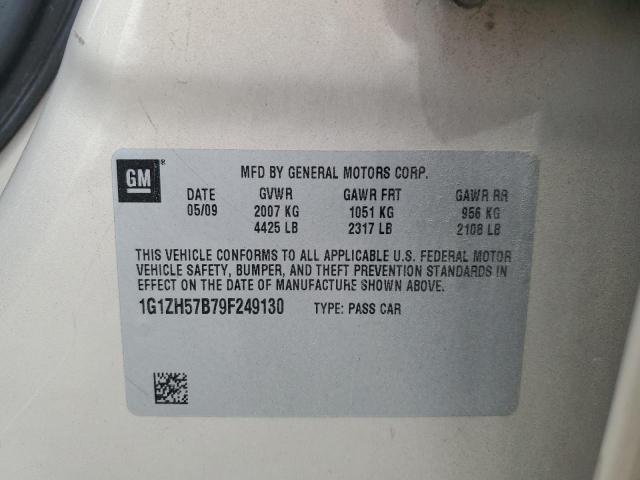 GM ®
MFD BY GENERAL MOTORS CORP.
DATE GVWR GAWR FRT GAWR RR
05/09 2007 KG 1051 KG 956 KG
4425 LB 2317 LB 2108 LB
THIS VEHICLE CONFORMS TO ALL APPLICABLE U.S. FEDERAL MOTOR
VEHICLE SAFETY, BUMPER, AND THEFT PREVENTION STANDARDS IN
EFFECT ON THE DATE OF MANUFACTURE SHOWN ABOVE.
1G1ZH57B79F249130 TYPE: PASS CAR